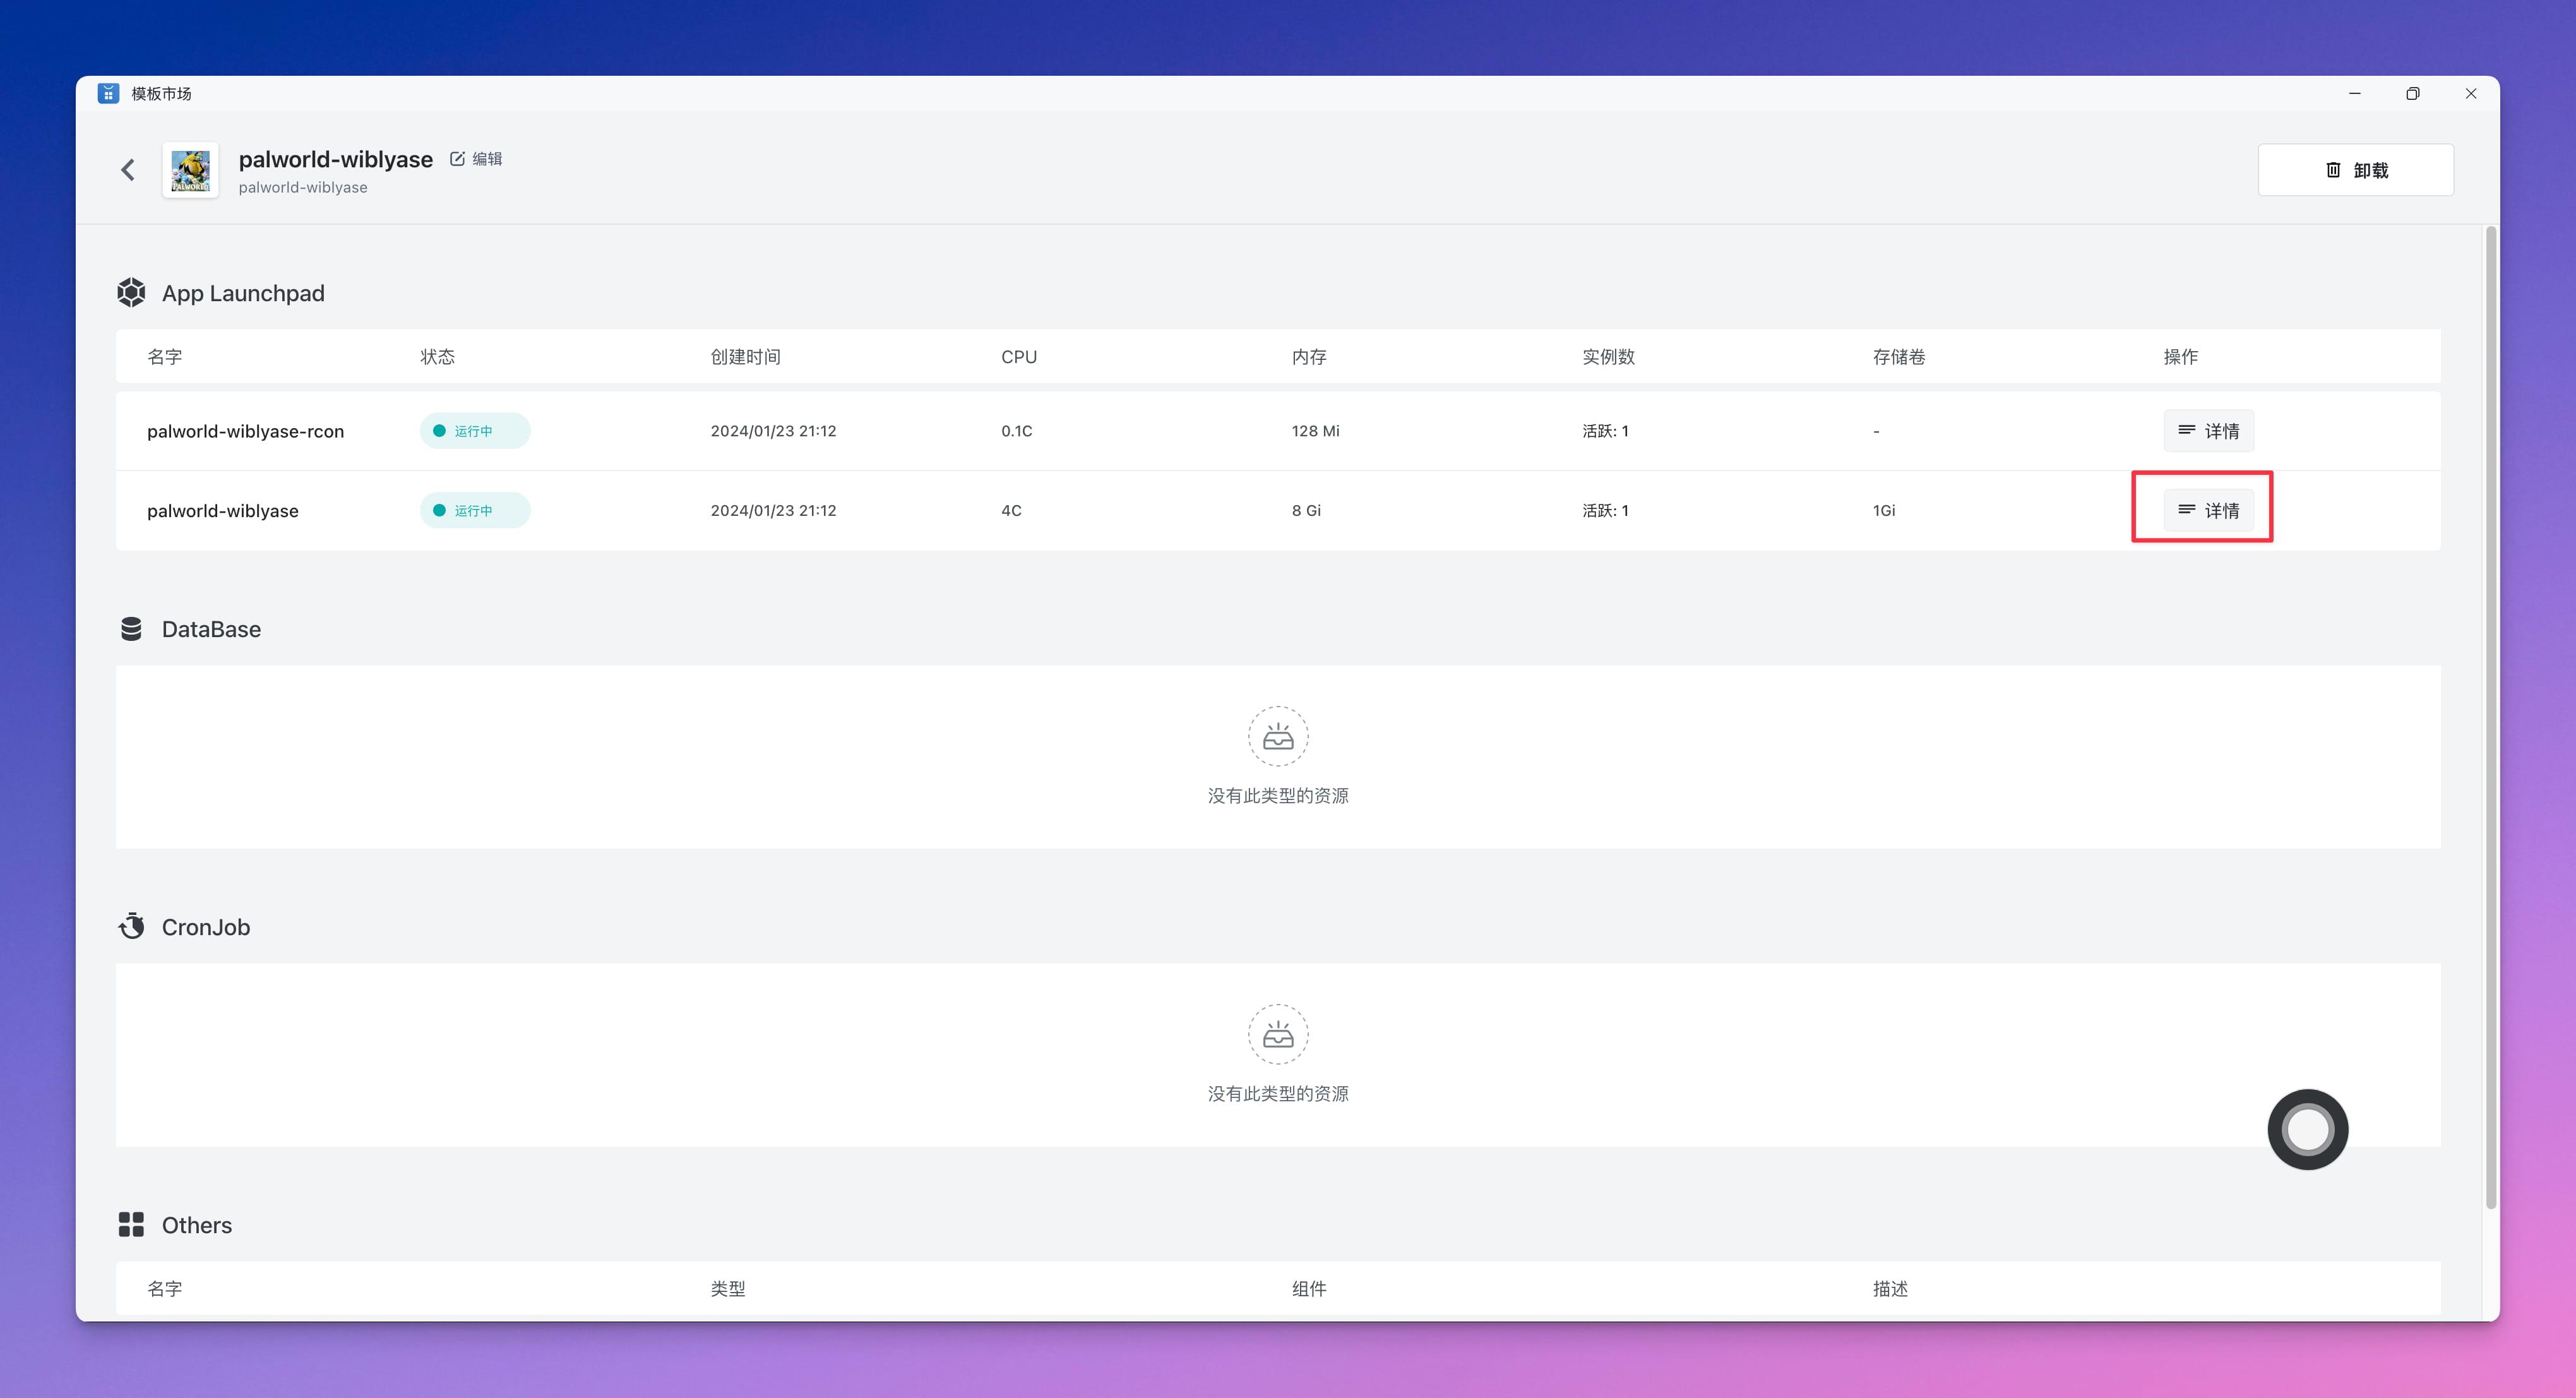 模板市场
palworld-wiblyase 编辑
palworld-wiblyase
卸载
PALWORLD
App Launchpad
名字 状态 创建时间 CPU 内存 实例数 存储卷 操作
palworld-wiblyase-rcon 运行中 2024/01/23 21:12 0.1C 128 Mi 活跃: 1 - 详情
palworld-wiblyase 运行中 2024/01/23 21:12 4C 8 Gi 活跃: 1 1Gi 详情
DataBase
没有此类型的资源
CronJob
没有此类型的资源
Others
名字 类型 组件 描述